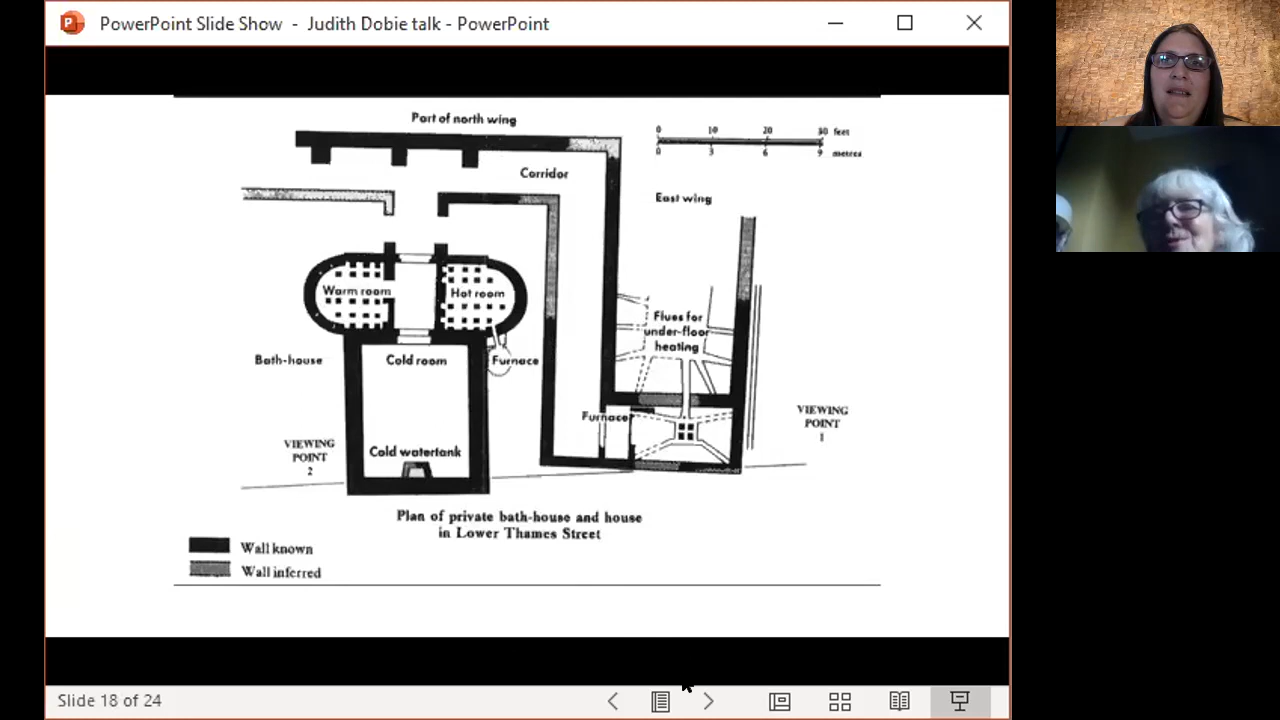 PowerPoint Slide Show - Judith Dobie talk - PowerPoint
Part of north wing
0 10 20 30 feet
0 3 6 9 metres
Corridor
East wing
Warm room
Hot room
Flues for
under-floor
heating
Bath-house
Cold room
Furnace
Furnace
VIEWING
POINT
1
VIEWING
POINT
2
Cold watertank
Plan of private bath-house and house
in Lower Thames Street
Wall known
Wall inferred
Slide 18 of 24